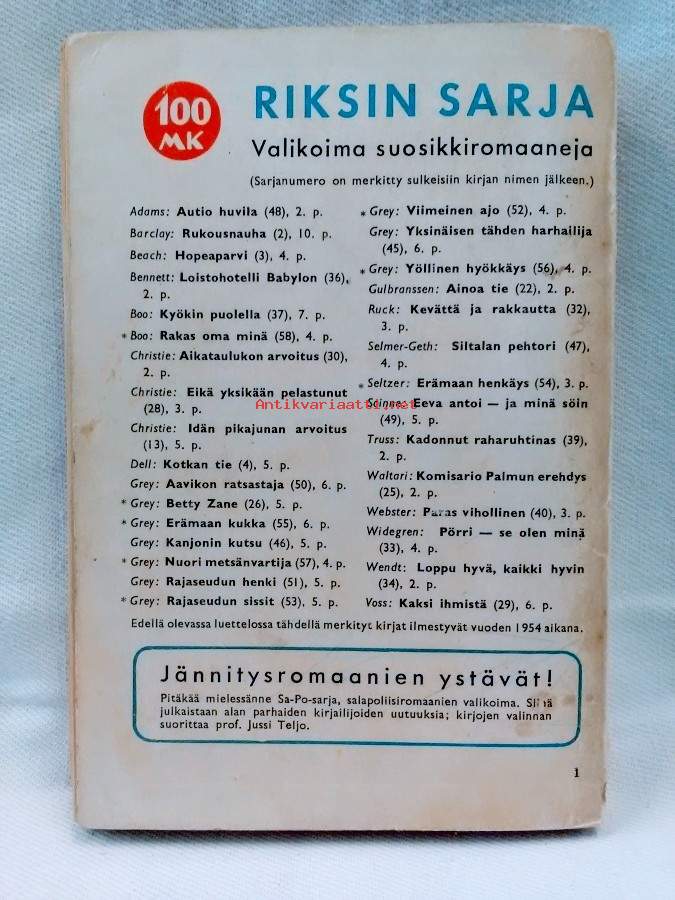 100
MK
RIKSIN SARJA
Valikoima suosikkiromaaneja
(Sarjanumero on merkitty sulkeisiin kirjan nimen jälkeen.)
Adams: Autio huvila (48), 2. p.
Barclay: Rukousnauha (2), 10. p.
Beach: Hopeaparvi (3), 4. p.
Bennett: Loistohotelli Babylon (36),
2. p.
Boo: Kyökin puolella (37), 7. p.
* Boo: Rakas oma minä (58), 4. p.
Christie: Aikataulukon arvoitus (30),
2. p.
Christie: Eikä yksikään pelastunut
(28), 3. p.
Christie: Idän pikajunan arvoitus
(13), 5. p.
Dell: Kotkan tie (4), 5. p.
Grey: Aavikon ratsastaja (50), 6. p.
* Grey: Betty Zane (26), 5. p.
* Grey: Erämaan kukka (55), 6. p.
Grey: Kanjonin kutsu (46), 5. p.
* Grey: Nuori metsänvartija (57), 4. p.
Grey: Rajaseudun henki (51), 5. p.
* Grey: Rajaseudun sissit (53), 5. p.
* Grey: Viimeinen ajo (52), 4. p.
Grey: Yksinäisen tähden harhailija
(45), 6. p.
* Grey: Yöllinen hyökkäys (56), 4. p.
Gulbranssen: Ainoa tie (22), 2. p.
Ruck: Kevättä ja rakkautta (32),
3. p.
Selmer-Geth: Siltalan pehtori (47),
4. p.
* Seltzer: Erämaan henkäys (54), 3. p.
Eeva antoi — ja minä söin
(49), 5. p.
Truss: Kadonnut raharuhtinas (39),
2. p.
Waltari: Komisario Palmun erehdys
(25), 2. p.
Webster: Paras vihollinen (40), 3. p.
Widegren: Pörri — se olen minä
(33), 4. p.
Wendt: Loppu hyvä, kaikki hyvin
(34), 2. p.
Voss: Kaksi ihmistä (29), 6. p.
Edellä olevassa luettelossa tähdellä merkityt kirjat ilmestyvät vuoden 1954 aikana.
Antikvariaatti.net
Jännitysromaanien ystävät!
Pitäkää mielessänne Sa-Po-sarja, salapoliisiromaanien valikoima. Siinä
julkaistaan alan parhaiden kirjailijoiden uutuuksia; kirjojen valinnan
suorittaa prof. Jussi Teljo.
1